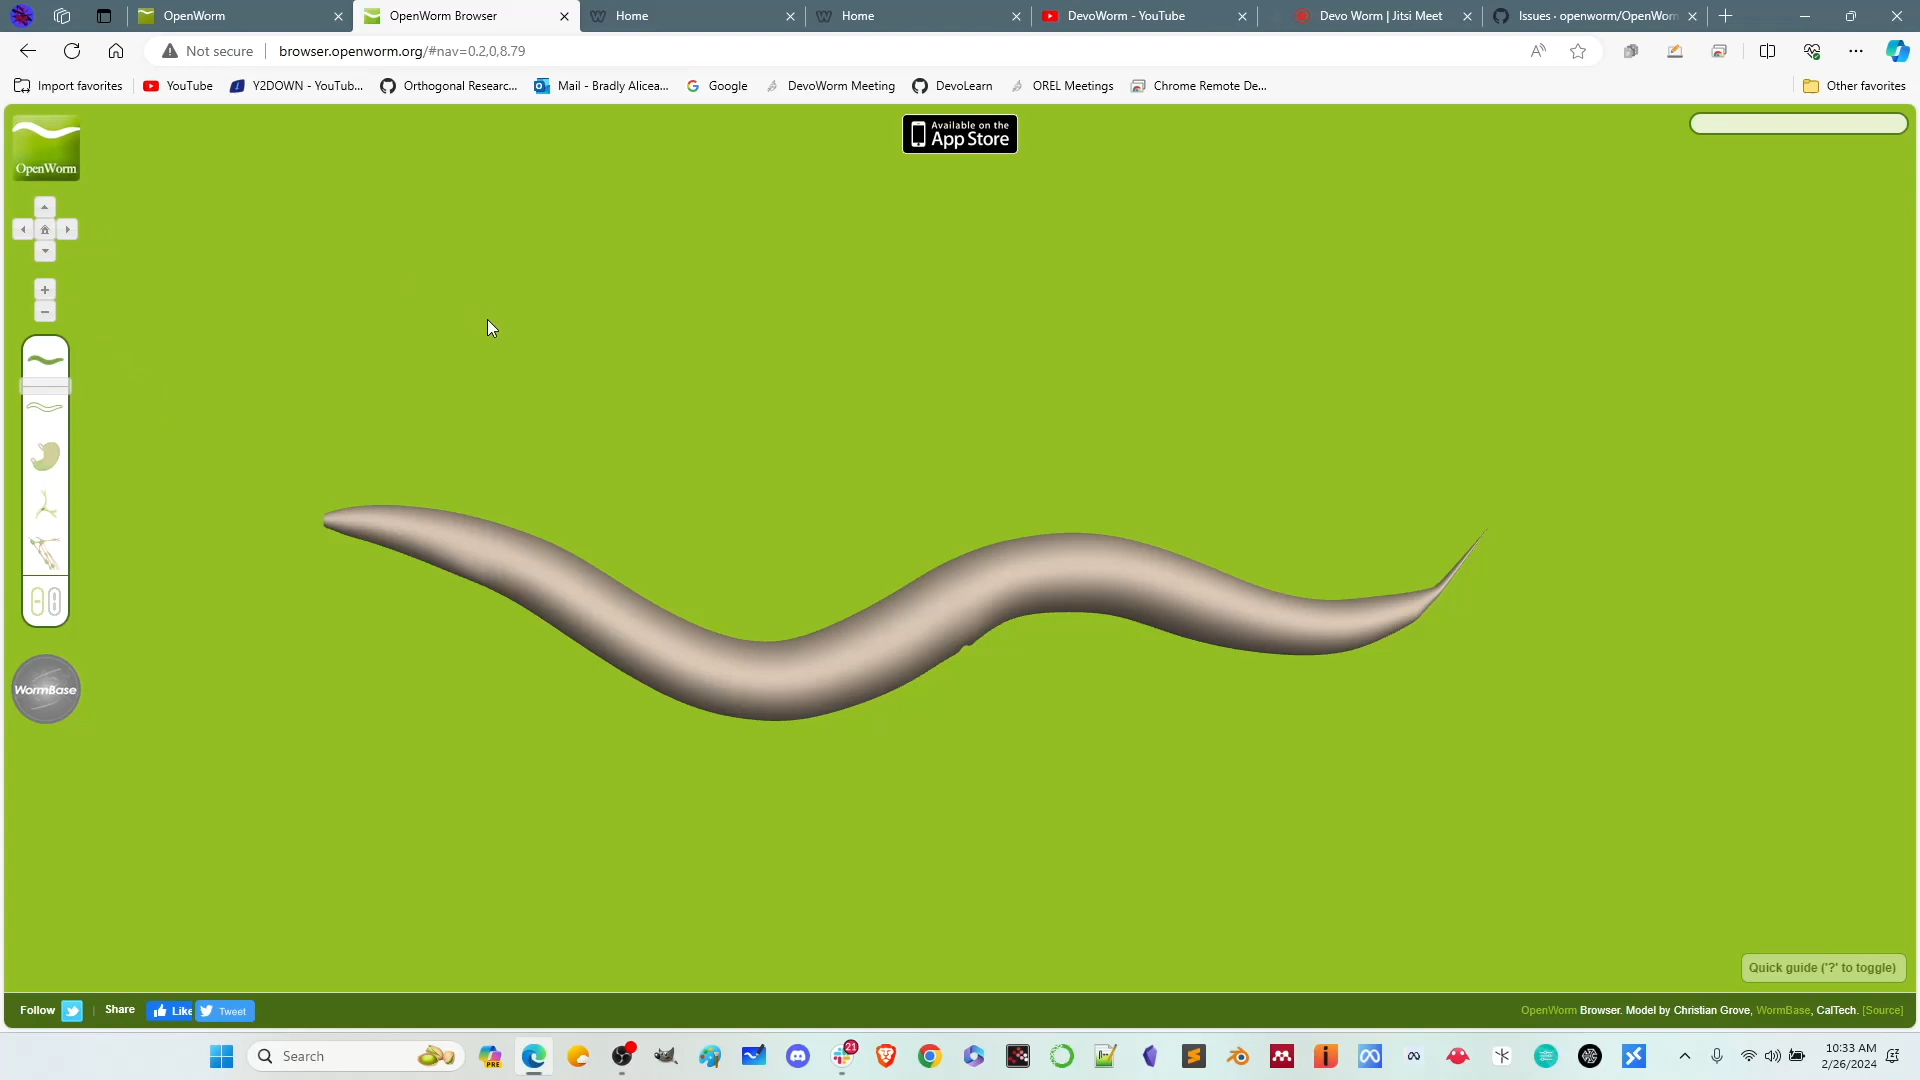 OpenWorm
OpenWorm Browser
Home
Home
DevoWorm - YouTube
Devo Worm | Jitsi Meet
Issues · openworm/OpenWorm
Not secure
browser.openworm.org/#nav=0.2,0,8.79
Import favorites
YouTube
Y2DOWN - YouTub...
Orthogonal Researc...
Mail - Bradly Alicea...
Google
DevoWorm Meeting
DevoLearn
OREL Meetings
Chrome Remote De...
Other favorites
OpenWorm
Available on the
App Store
WormBase
Quick guide ('?' to toggle)
Follow
|
Share
Like
Tweet
OpenWorm Browser. Model by Christian Grove, WormBase, CalTech. [Source]
Search
PRE
21
10:33 AM
2/26/2024